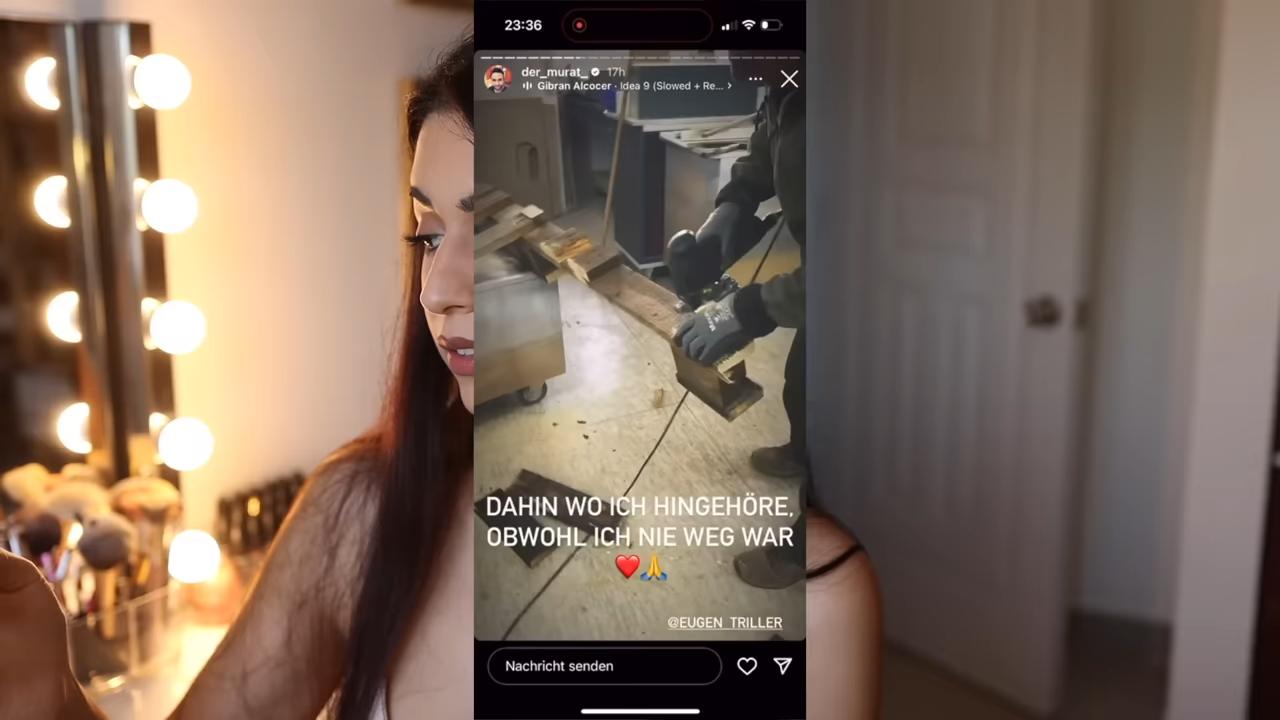 23:36
der_murat_ 17h
Gibran Alcocer · Idea 9 (Slowed + Re... >
DAHIN WO ICH HINGEHÖRE,
OBWOHL ICH NIE WEG WAR
❤️🙏
@EUGEN_TRILLER
Nachricht senden